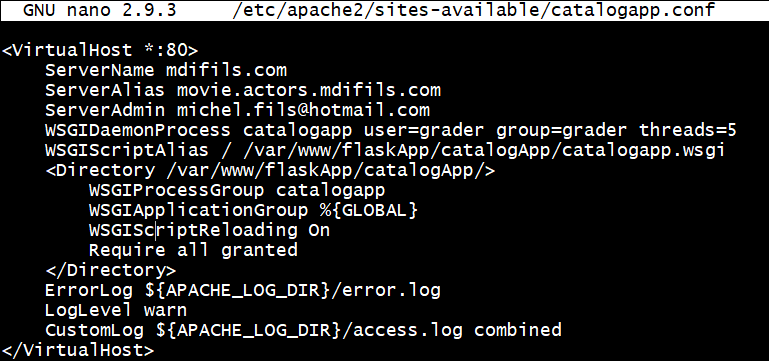 GNU nano 2.9.3 /etc/apache2/sites-available/catalogapp.conf
<VirtualHost *:80>
    ServerName mdifils.com
    ServerAlias movie.actors.mdifils.com
    ServerAdmin michel.fils@hotmail.com
    WSGIDaemonProcess catalogapp user=grader group=grader threads=5
    WSGIScriptAlias / /var/www/flaskApp/catalogApp/catalogapp.wsgi
    <Directory /var/www/flaskApp/catalogApp/>
        WSGIProcessGroup catalogapp
        WSGIApplicationGroup %{GLOBAL}
        WSGIScriptReloading On
        Require all granted
    </Directory>
    ErrorLog ${APACHE_LOG_DIR}/error.log
    LogLevel warn
    CustomLog ${APACHE_LOG_DIR}/access.log combined
</VirtualHost>